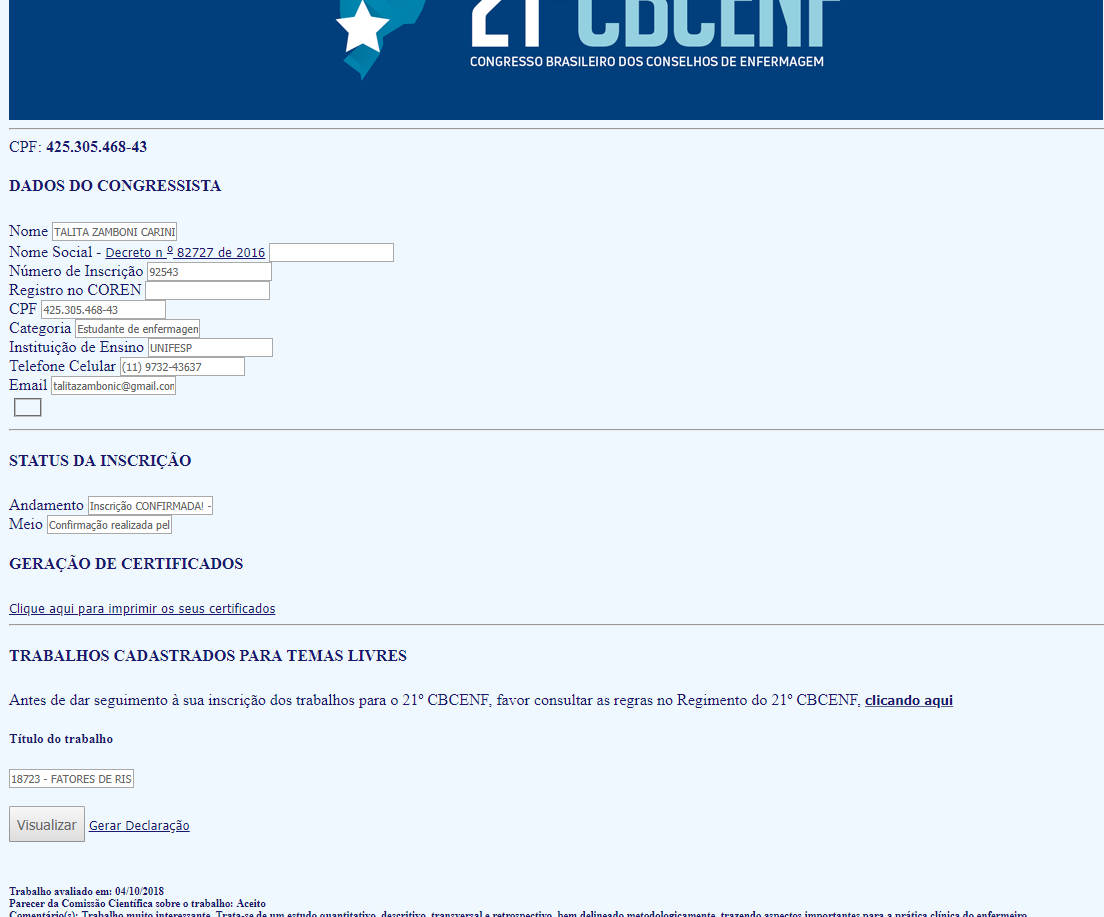 21º CBCENF
CONGRESSO BRASILEIRO DOS CONSELHOS DE ENFERMAGEM
CPF: 425.305.468-43
DADOS DO CONGRESSISTA
Nome TALITA ZAMBONI CARINI
Nome Social - Decreto n º 82727 de 2016
Número de Inscrição 92543
Registro no COREN
CPF 425.305.468-43
Categoria Estudante de enfermagen
Instituição de Ensino UNIFESP
Telefone Celular (11) 9732-43637
Email talitazambonic@gmail.con
STATUS DA INSCRIÇÃO
Andamento Inscrição CONFIRMADA! -
Meio Confirmação realizada pel
GERAÇÃO DE CERTIFICADOS
Clique aqui para imprimir os seus certificados
TRABALHOS CADASTRADOS PARA TEMAS LIVRES
Antes de dar seguimento à sua inscrição dos trabalhos para o 21º CBCENF, favor consultar as regras no Regimento do 21º CBCENF, clicando aqui
Título do trabalho
18723 - FATORES DE RIS
Visualizar Gerar Declaração
Trabalho avaliado em: 04/10/2018
Parecer da Comissão Científica sobre o trabalho: Aceito
Comentário(s): Trabalho muito interessante. Trata-se de um estudo quantitativo, descritivo, transversal e retrospectivo, bem delineado metodologicamente, trazendo aspectos importantes para a prática clínica do enfermeiro